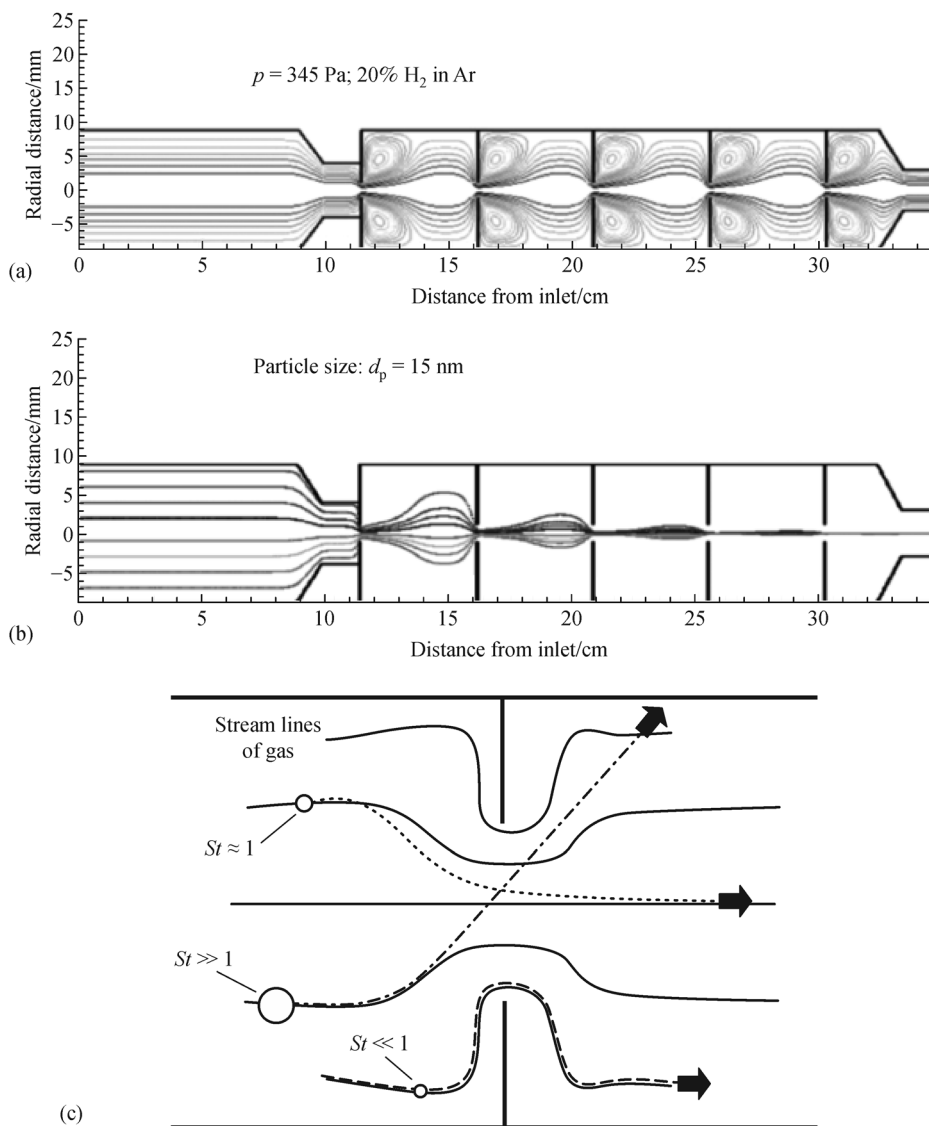 25
20
15
10
5
0
−5
Radial distance/mm
p = 345 Pa; 20% H₂ in Ar
0 5 10 15 20 25 30
(a)
Distance from inlet/cm
25
20
15
10
5
0
−5
Radial distance/mm
Particle size: dₚ = 15 nm
0 5 10 15 20 25 30
(b)
Distance from inlet/cm
Stream lines
of gas
St ≈ 1
St >> 1
St << 1
(c)